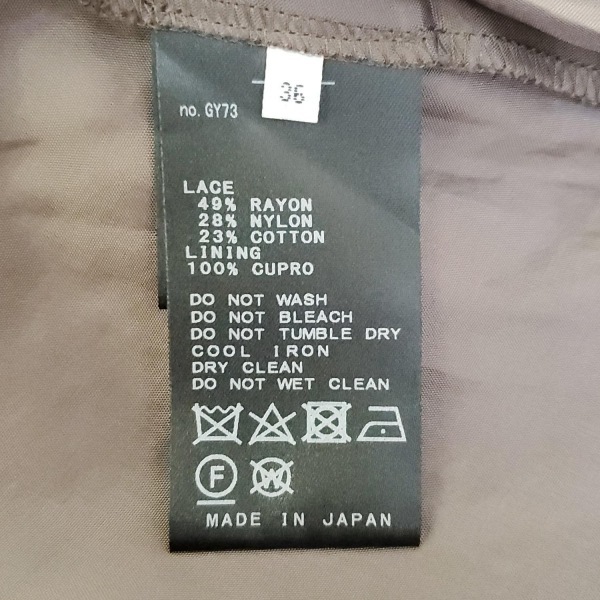 36
no. GY73
LACE
49% RAYON
28% NYLON
23% COTTON
LINING
100% CUPRO
DO NOT WASH
DO NOT BLEACH
DO NOT TUMBLE DRY
COOL IRON
DRY CLEAN
DO NOT WET CLEAN
F W
MADE IN JAPAN